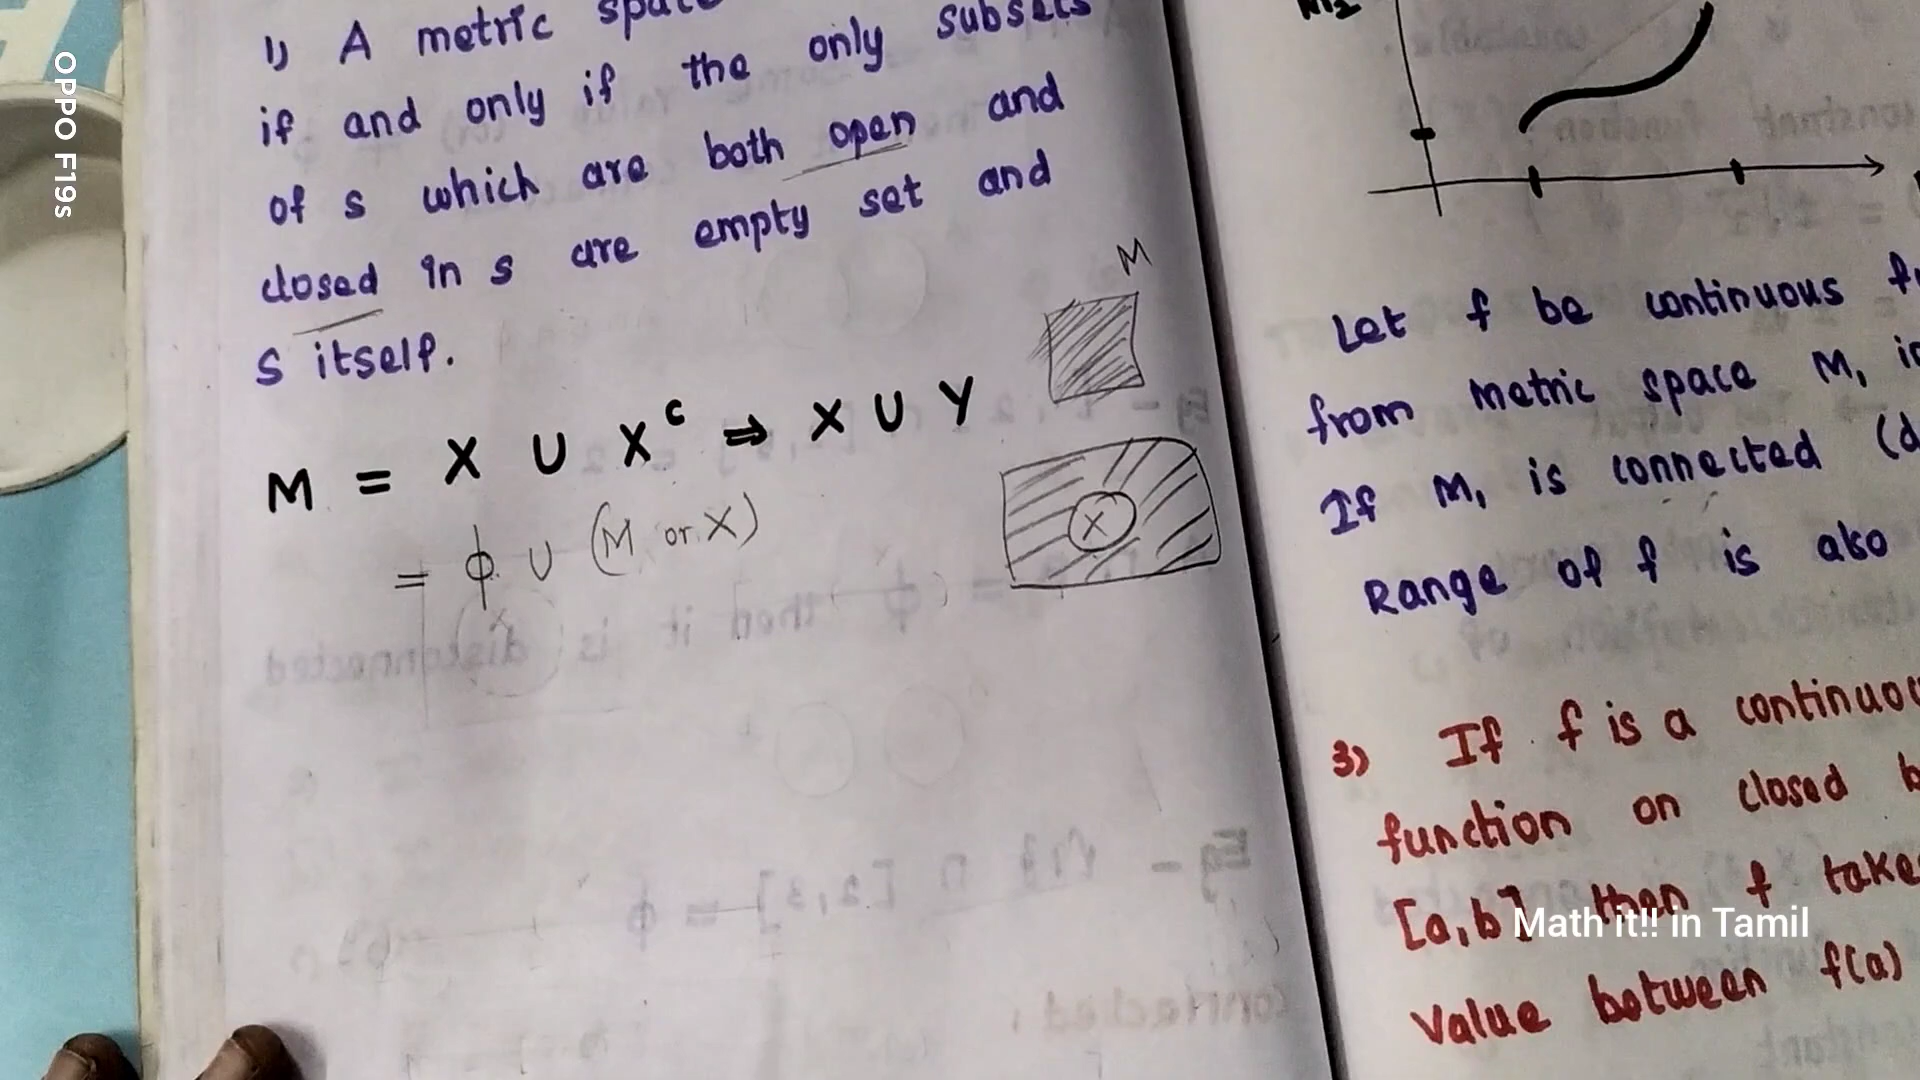 OPPO F19s
1) A metric space
if and only if the only subsets
of s which are both open and
closed in s are empty set and
S itself.
M
M = X ∪ X^c ⇒ X ∪ Y
= ϕ ∪ (M or X)
X
Let f be continuous
from metric space M,
If M, is connected
Range of f is also
3) If f is a
function on closed
[a,b] then f
Value between f(a)
Math it!! in Tamil